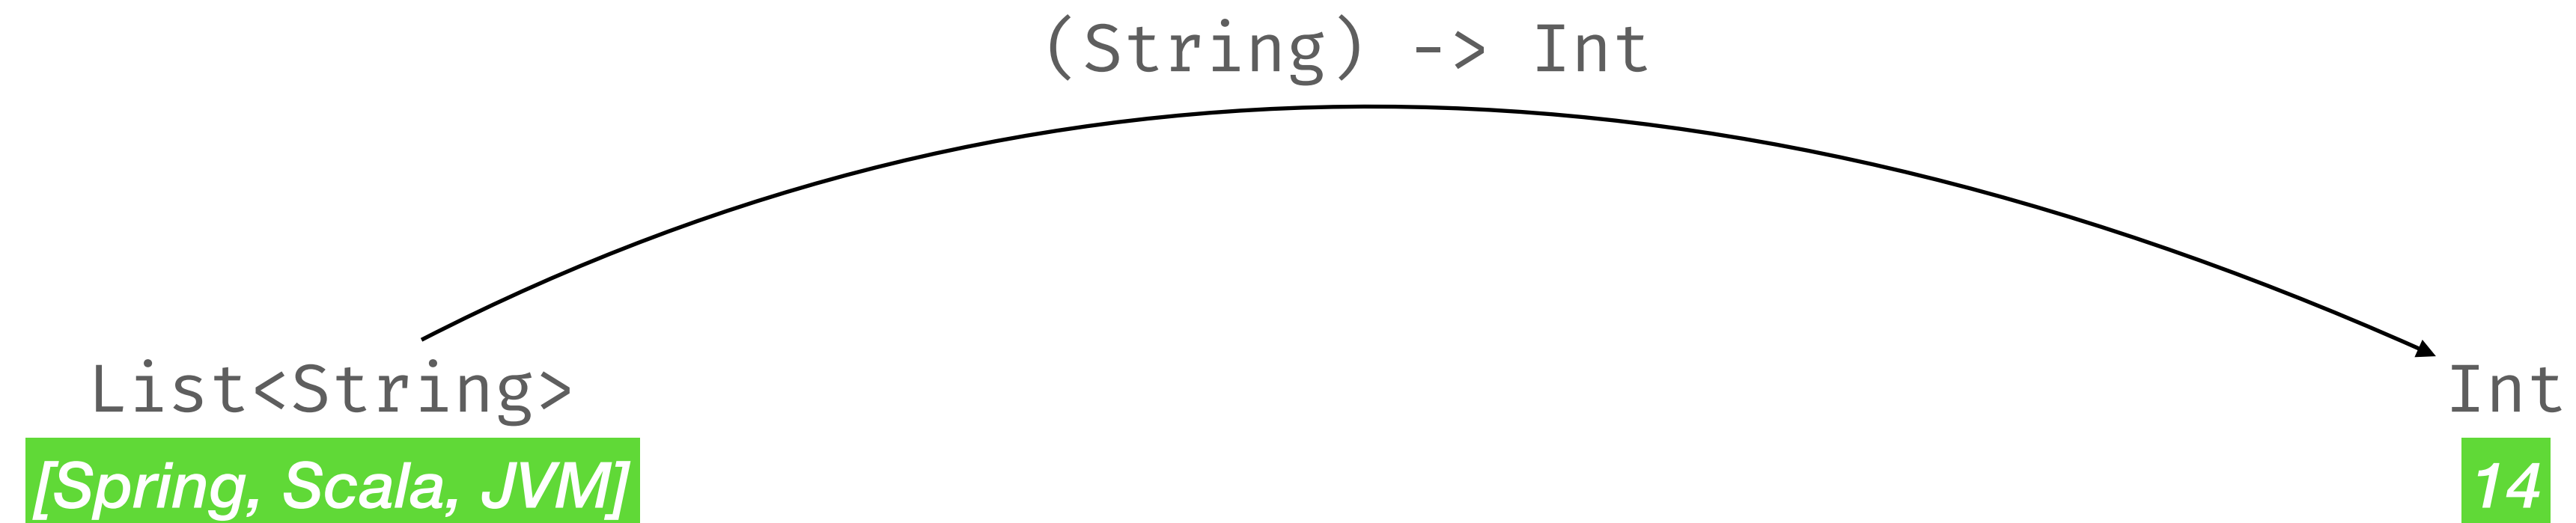 (String) -> Int
List<String>
Int
[Spring, Scala, JVM]
14